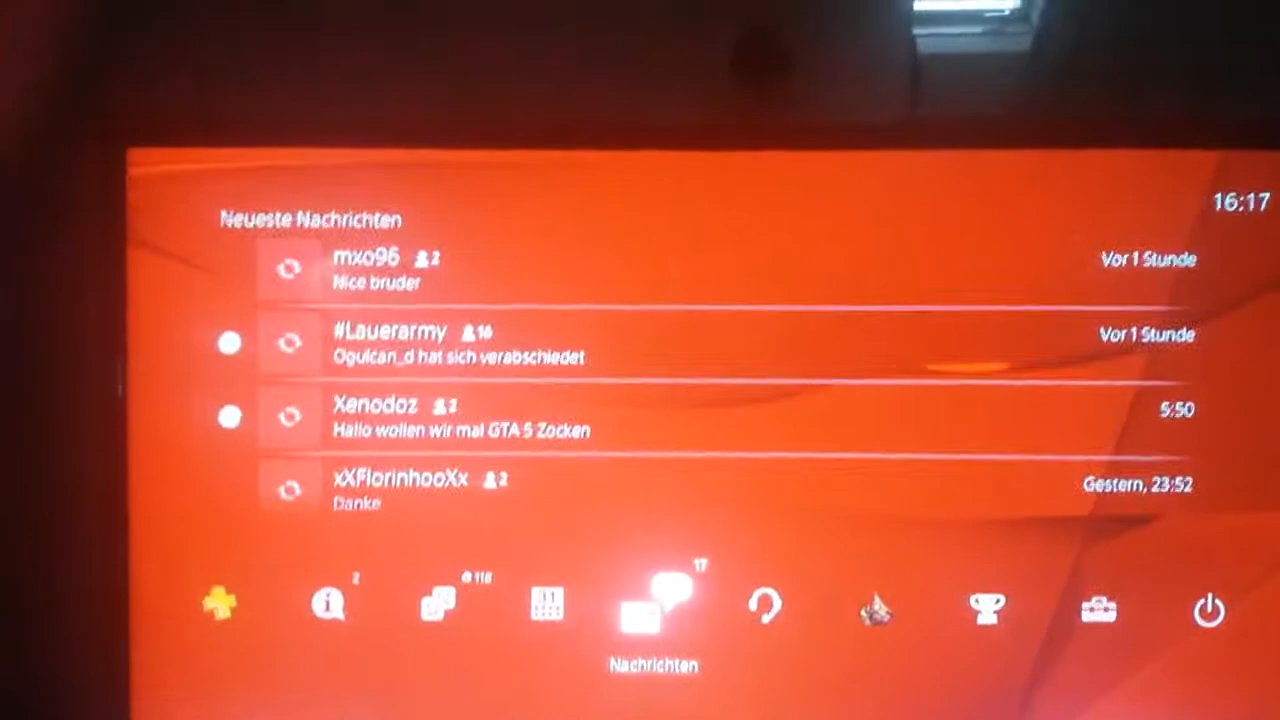 16:17
Neueste Nachrichten
mxo96 2 Vor 1 Stunde
Nice bruder
#Lauerarmy 16 Vor 1 Stunde
Ogulcan_d hat sich verabschiedet
Xenodoz 2 5:50
Hallo wollen wir mal GTA 5 Zocken
xXFlorinhooXx 2 Gestern, 23:52
Danke
2 118 31 17
Nachrichten